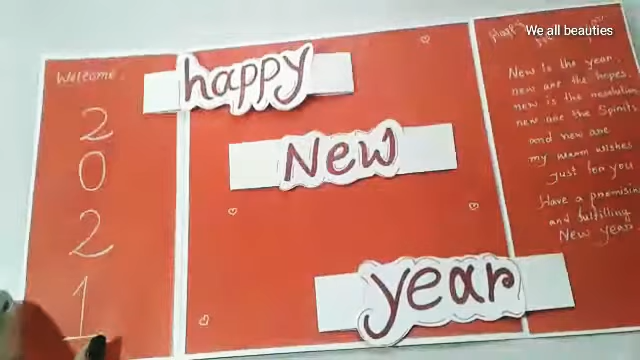 We all beauties
Welcome
2
0
2
1
happy
New
year
New is the year,
new are the hopes,
new is the resolution
new are the Spirits
and new are
my warm wishes
just for you
Have a promising
and fulfilling
New year.